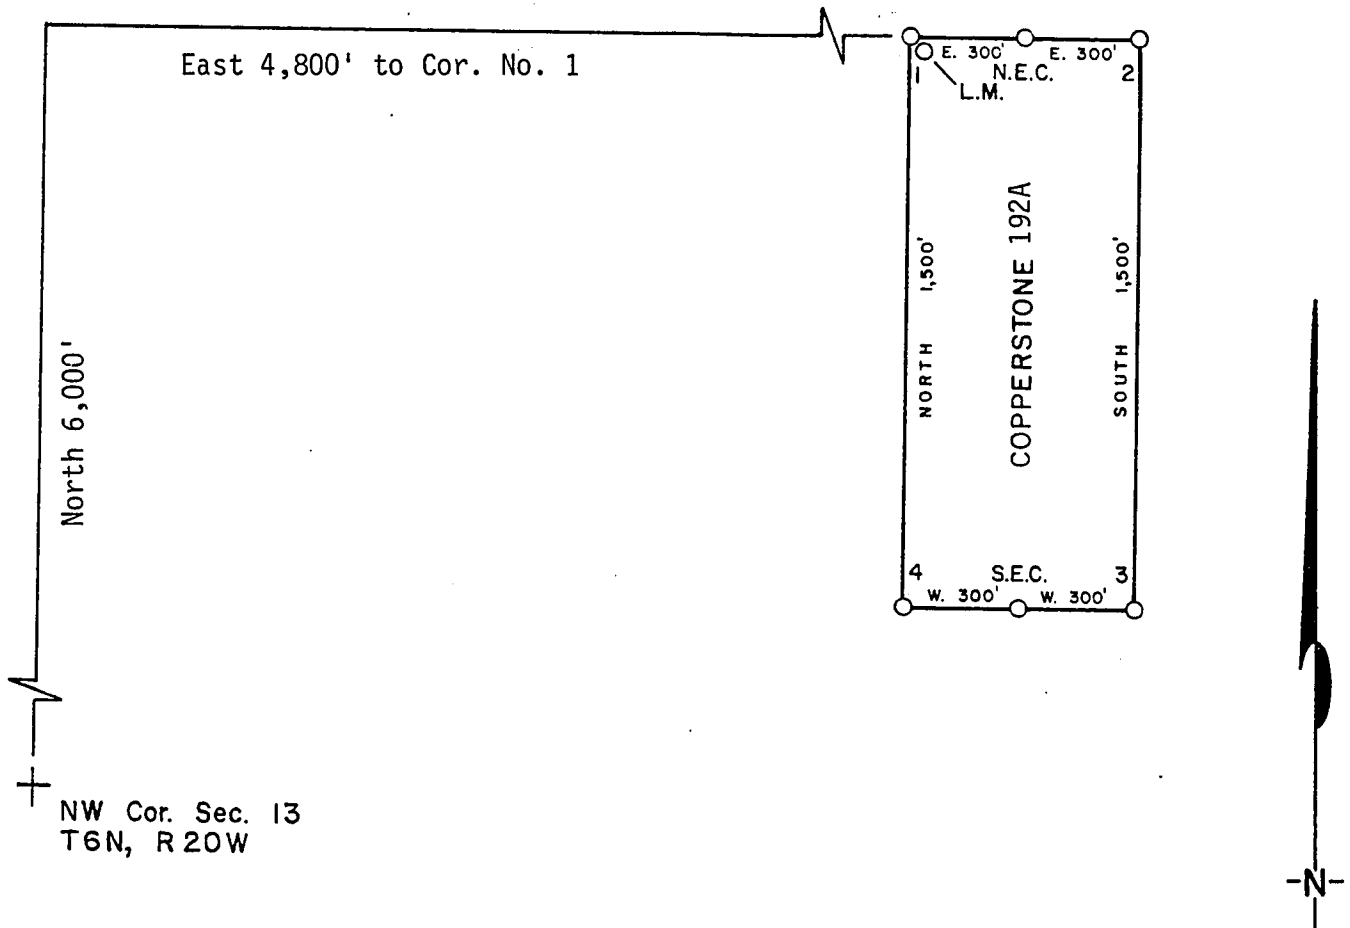 East 4,800' to Cor. No. 1
E. 300' E. 300'
1 N.E.C. 2
L.M.
North 6,000'
NORTH 1,500'
COPPERSTONE 192A
SOUTH 1,500'
4 S.E.C. 3
W. 300' W. 300'
NW Cor. Sec. 13
T6N, R20W
-N-